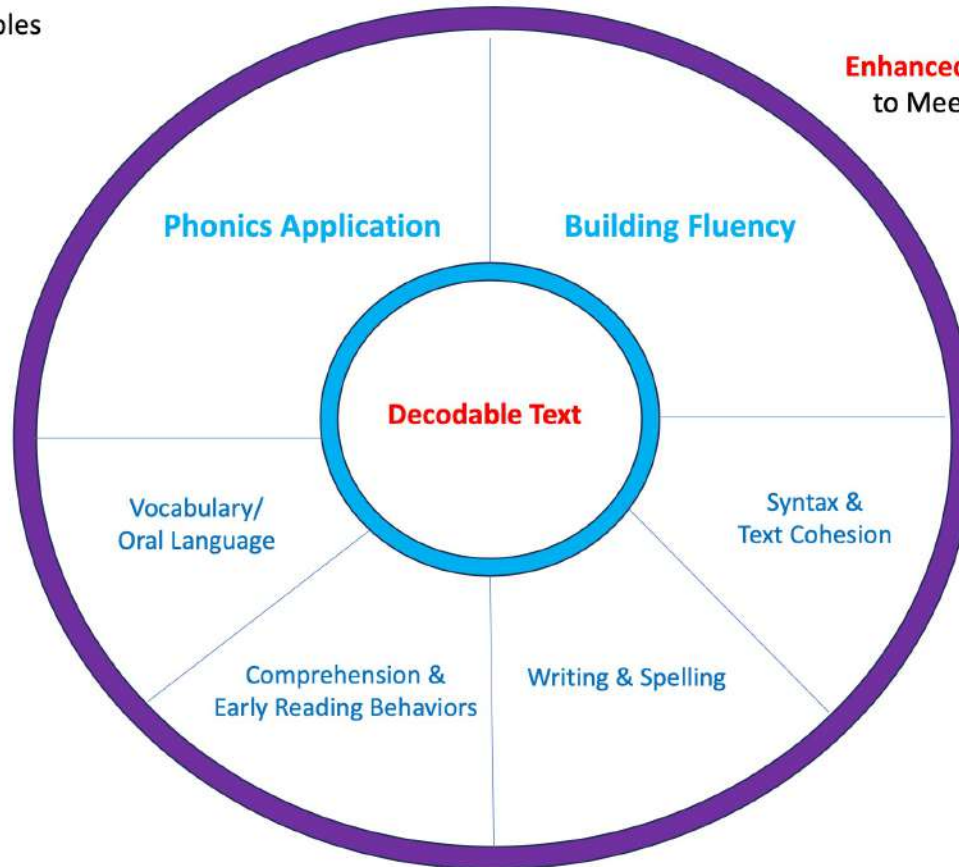 Enhanced
to Mee
Phonics Application
Building Fluency
Decodable Text
Vocabulary/
Oral Language
Syntax &
Text Cohesion
Comprehension &
Early Reading Behaviors
Writing & Spelling